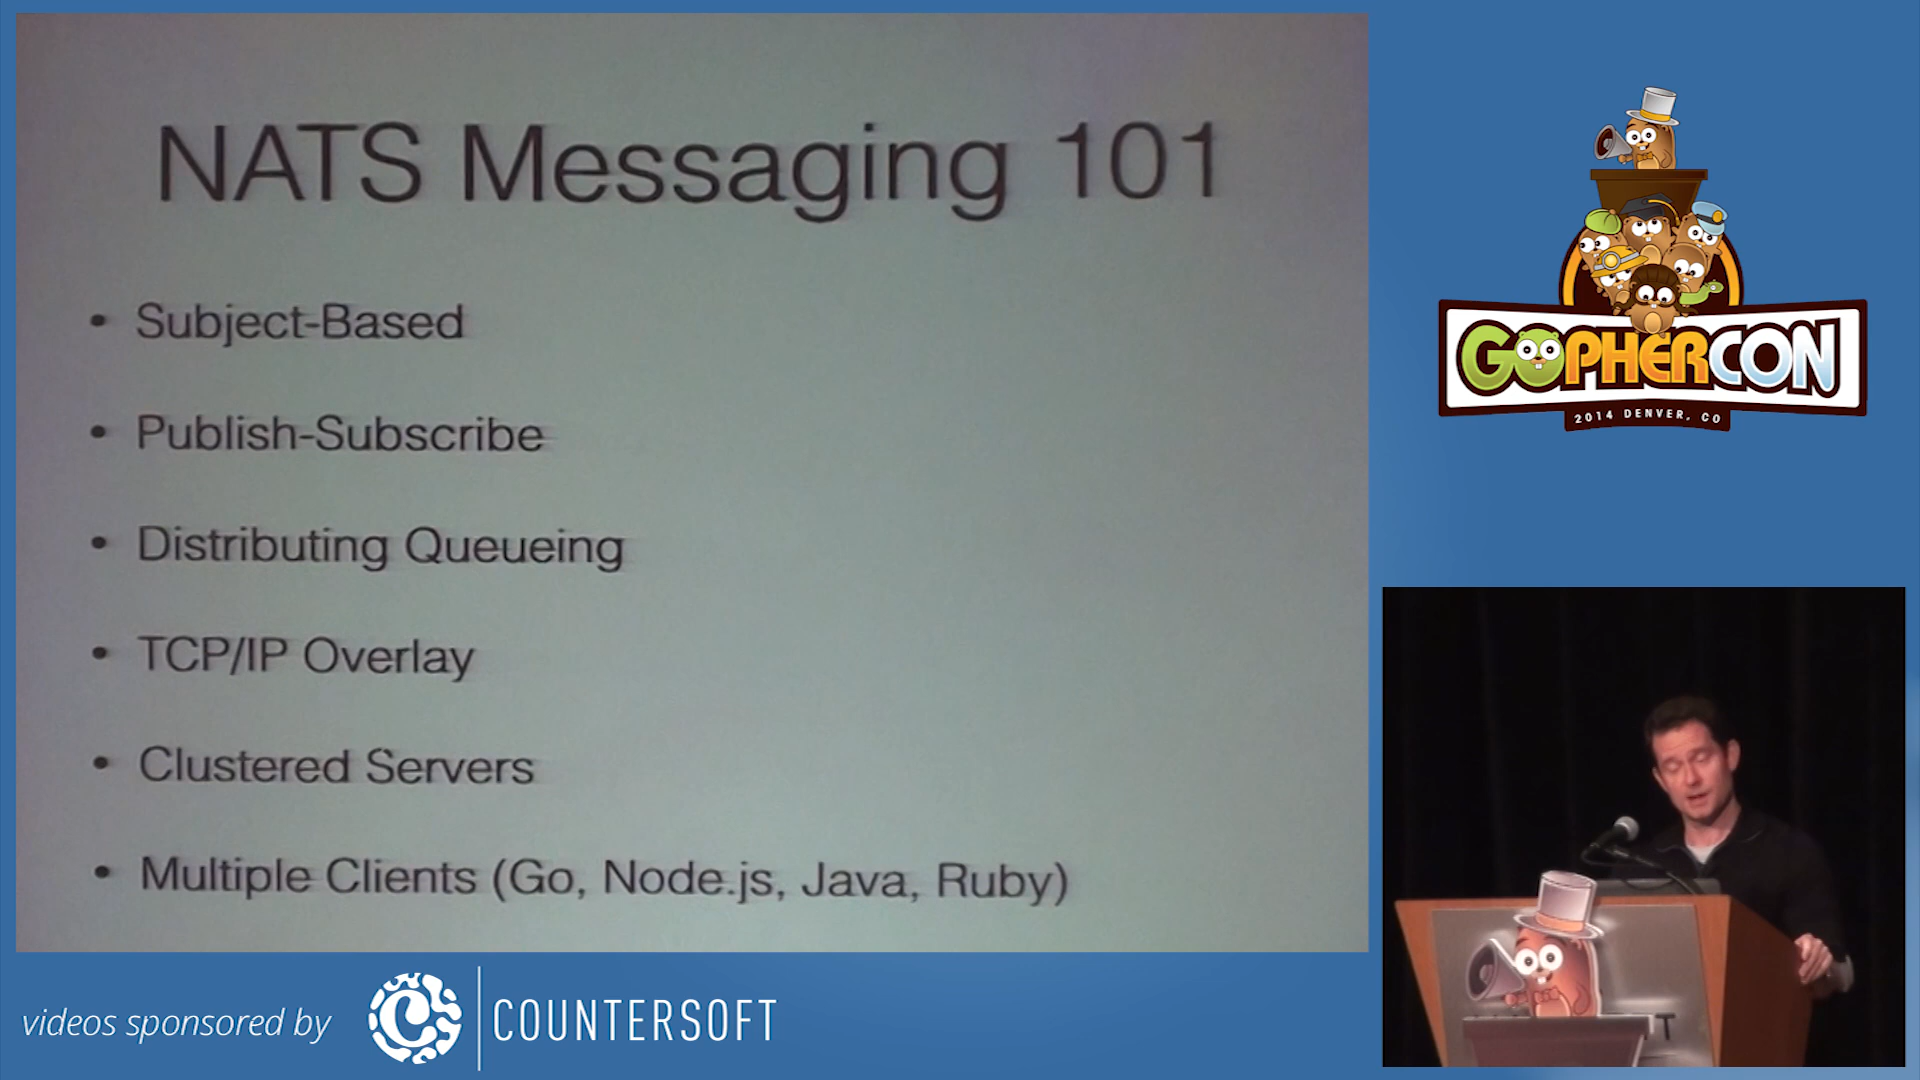 NATS Messaging 101
• Subject-Based
• Publish-Subscribe
• Distributing Queueing
• TCP/IP Overlay
• Clustered Servers
• Multiple Clients (Go, Node.js, Java, Ruby)
GOPHERCON
2014 DENVER, CO
videos sponsored by
COUNTERSOFT